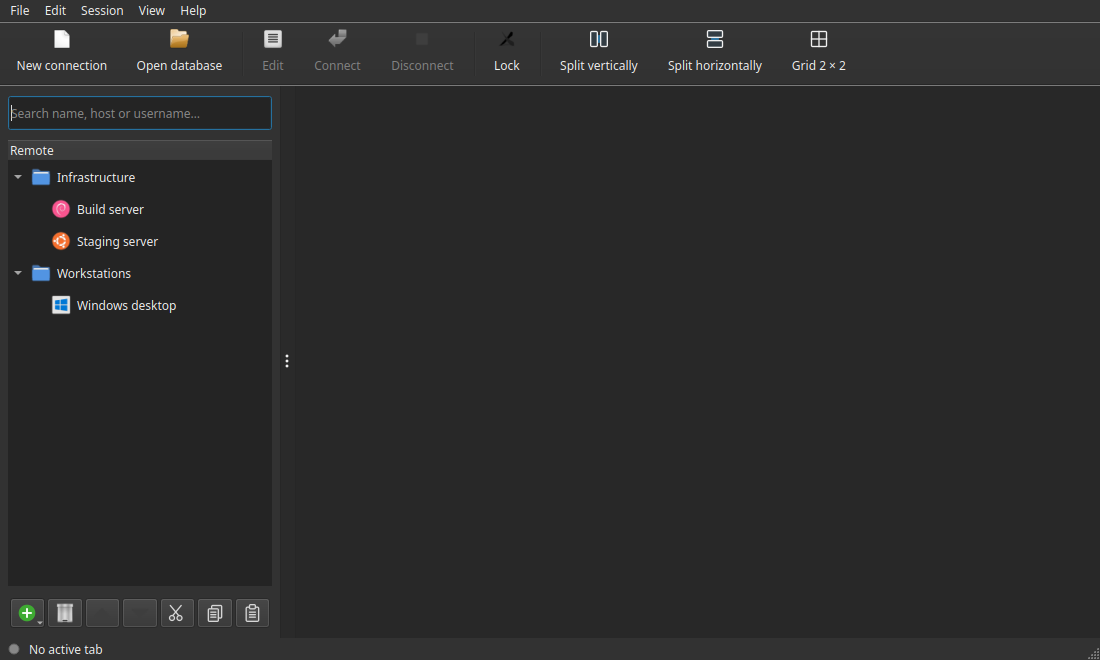 File Edit Session View Help
New connection Open database Edit Connect Disconnect Lock Split vertically Split horizontally Grid 2 × 2
Search name, host or username...
Remote
Infrastructure
Build server
Staging server
Workstations
Windows desktop
No active tab